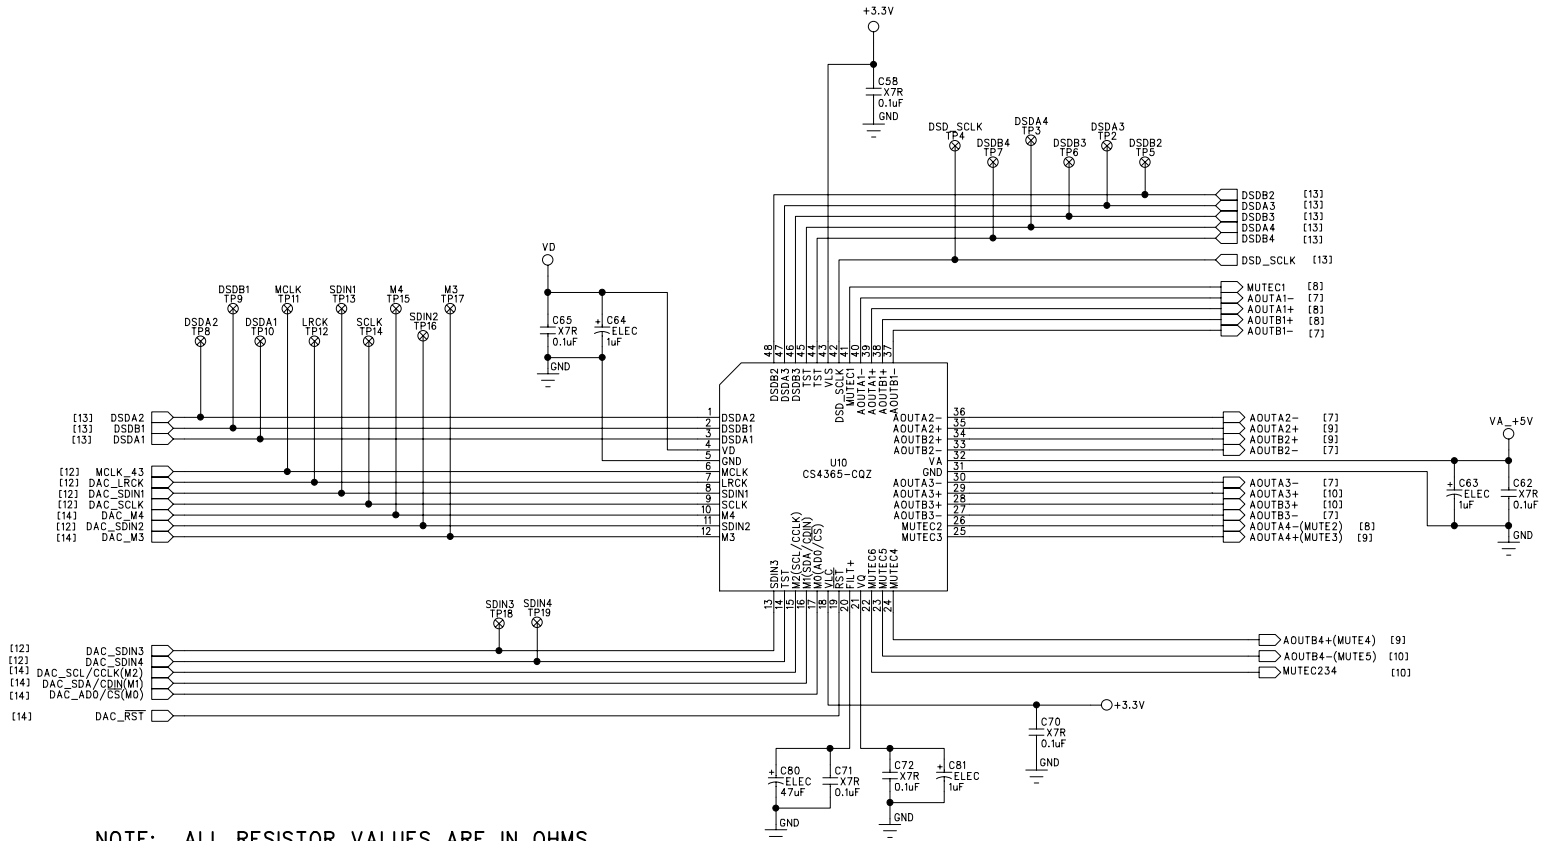 +3.3V
C58
X7R
0.1uF
GND
DSD_SCLK
TP4
DSDB4
TP7
DSDA4
TP3
DSDB3
TP6
DSDA3
TP2
DSDB2
TP5
DSDB2 [13]
DSDA3 [13]
DSDB3 [13]
DSDA4 [13]
DSDB4 [13]
DSD_SCLK [13]
MUTEC1 [8]
AOUTA1- [7]
AOUTA1+ [8]
AOUTB1+ [8]
AOUTB1- [7]
VD
C65
X7R
0.1uF
C64
ELEC
1uF
+
GND
DSDA2
TP8
DSDB1
TP9
DSDA1
TP10
MCLK
TP11
LRCK
TP12
SDIN1
TP13
SCLK
TP14
M4
TP15
SDIN2
TP16
M3
TP17
48 47 46 45 44 43 42 41 40 39 38 37
DSDB2 DSDA3 DSDB3 TST TST VLS DSD_SCLK MUTEC1 AOUTA1- AOUTA1+ AOUTB1+ AOUTB1-
[13] DSDA2
[13] DSDB1
[13] DSDA1
[12] MCLK_43
[12] DAC_LRCK
[12] DAC_SDIN1
[12] DAC_SCLK
[14] DAC_M4
[12] DAC_SDIN2
[14] DAC_M3
1 DSDA2
2 DSDB1
3 DSDA1
4 VD
5 GND
6 MCLK
7 LRCK
8 SDIN1
9 SCLK
10 M4
11 SDIN2
12 M3
U10
CS4365-CQZ
AOUTA2- 36
AOUTA2+ 35
AOUTB2+ 34
AOUTB2- 33
VA 32
GND 31
AOUTA3- 30
AOUTA3+ 29
AOUTB3+ 28
AOUTB3- 27
MUTEC2 26
MUTEC3 25
AOUTA2- [7]
AOUTA2+ [9]
AOUTB2+ [9]
AOUTB2- [7]
AOUTA3- [7]
AOUTA3+ [10]
AOUTB3+ [10]
AOUTB3- [7]
AOUTA4-(MUTE2) [8]
AOUTA4+(MUTE3) [9]
VA_+5V
+
C63
ELEC
1uF
C62
X7R
0.1uF
GND
SDIN3 TST M2(SCL/CCLK) M1(SDA/CDIN) M0(AD0/CS) VLC RST FILT+ VQ MUTEC6 MUTEC5 MUTEC4
13 14 15 16 17 18 19 20 21 22 23 24
SDIN3
TP18
SDIN4
TP19
[12] DAC_SDIN3
[12] DAC_SDIN4
[14] DAC_SCL/CCLK(M2)
[14] DAC_SDA/CDIN(M1)
[14] DAC_AD0/CS(M0)
[14] DAC_RST
AOUTB4+(MUTE4) [9]
AOUTB4-(MUTE5) [10]
MUTEC234 [10]
+3.3V
C70
X7R
0.1uF
GND
+
C80
ELEC
47uF
C71
X7R
0.1uF
GND
C72
X7R
0.1uF
+
C81
ELEC
1uF
GND
NOTE: ALL RESISTOR VALUES ARE IN OHMS